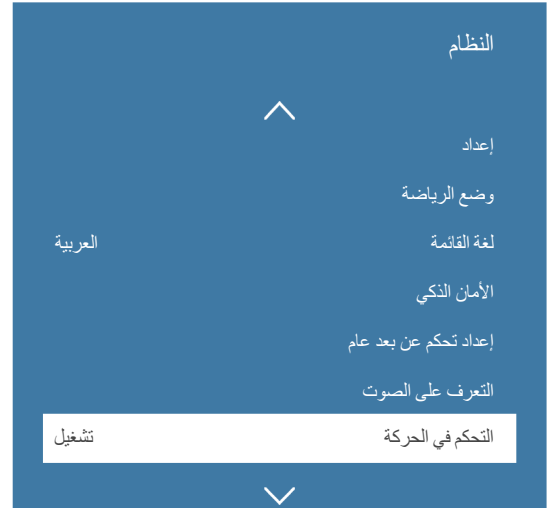 النظام
إعداد
وضع الرياضة
لغة القائمة العربية
الأمان الذكي
إعداد تحكم عن بعد عام
التعرف على الصوت
التحكم في الحركة تشغيل